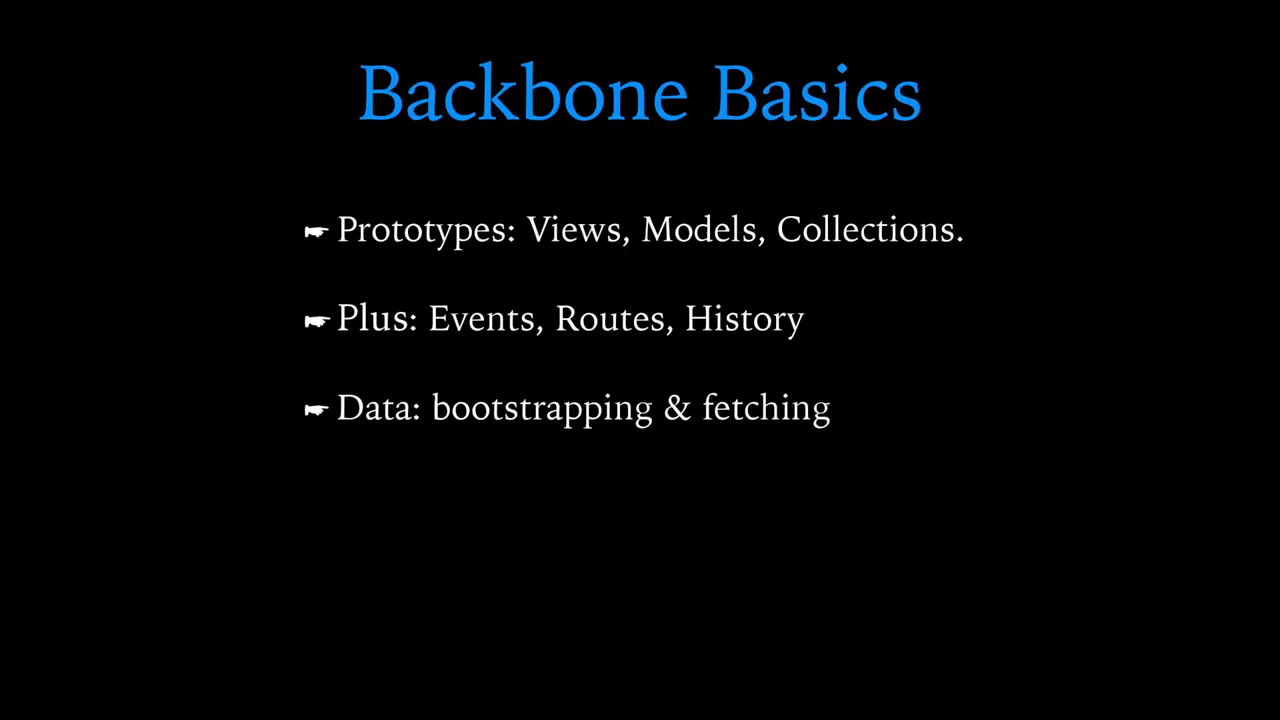 Backbone Basics
☛ Prototypes: Views, Models, Collections.
☛ Plus: Events, Routes, History
☛ Data: bootstrapping & fetching